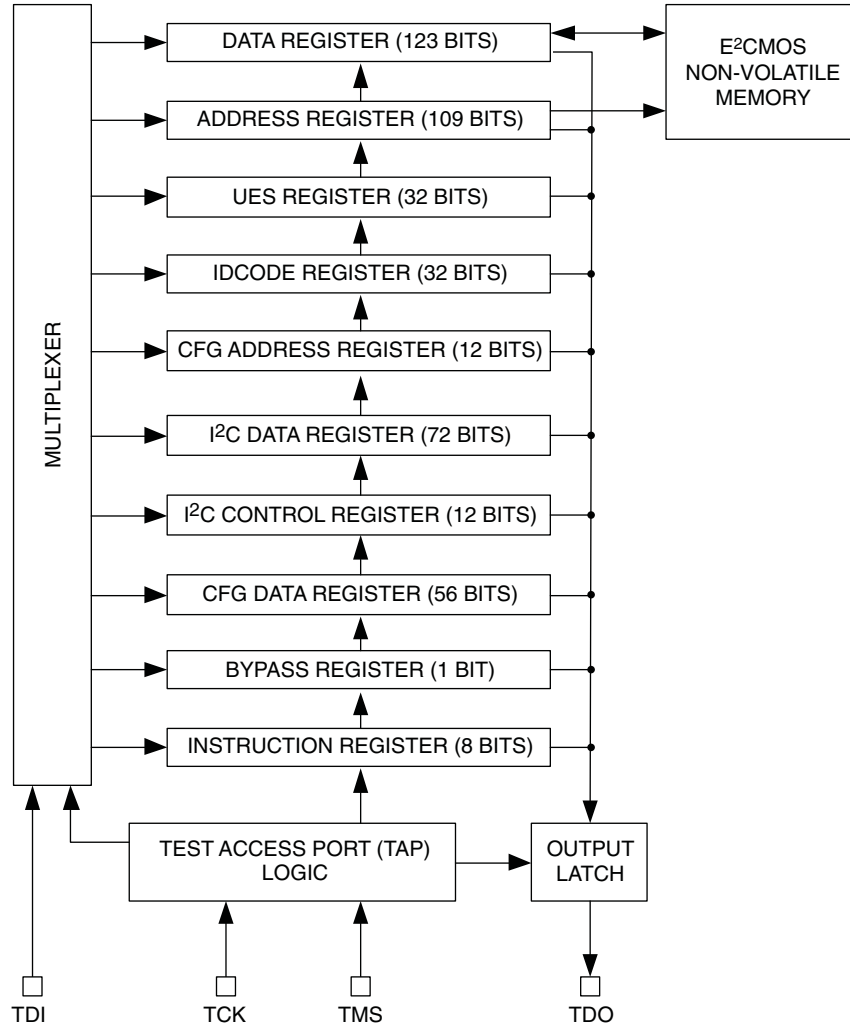 DATA REGISTER (123 BITS)
E²CMOS
NON-VOLATILE
MEMORY
ADDRESS REGISTER (109 BITS)
UES REGISTER (32 BITS)
IDCODE REGISTER (32 BITS)
CFG ADDRESS REGISTER (12 BITS)
MULTIPLEXER
I²C DATA REGISTER (72 BITS)
I²C CONTROL REGISTER (12 BITS)
CFG DATA REGISTER (56 BITS)
BYPASS REGISTER (1 BIT)
INSTRUCTION REGISTER (8 BITS)
TEST ACCESS PORT (TAP)
LOGIC
OUTPUT
LATCH
TDI
TCK
TMS
TDO